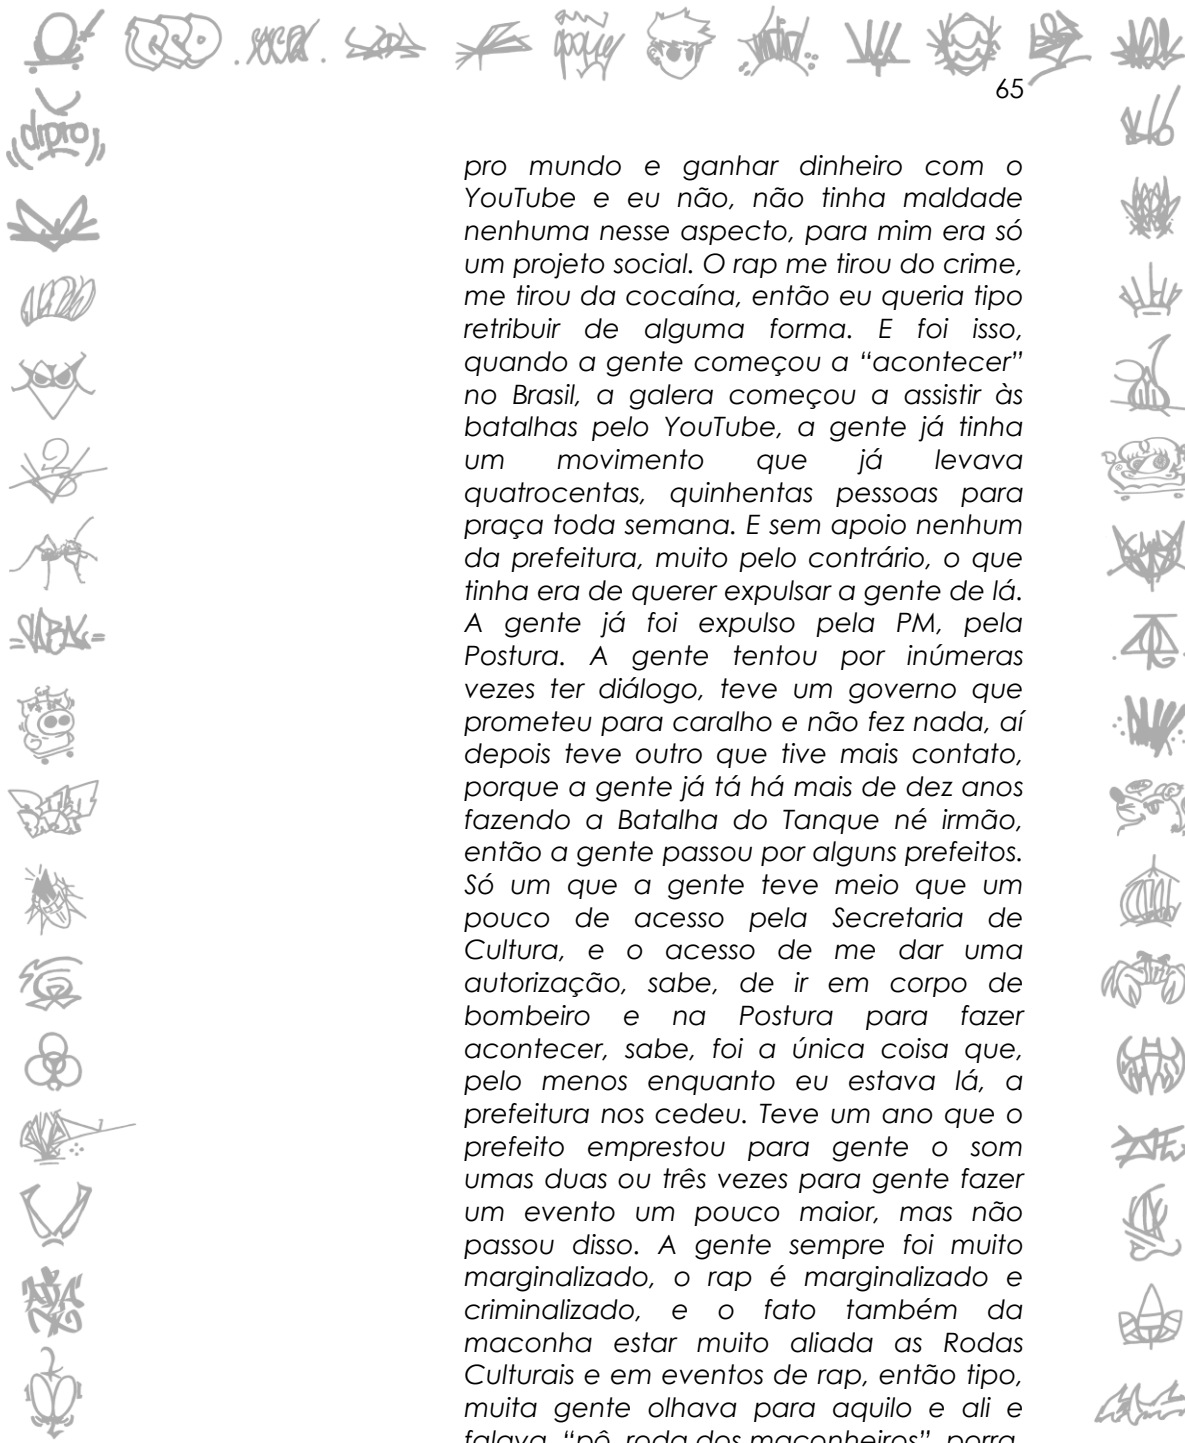 65
drpro
pro mundo e ganhar dinheiro com o
YouTube e eu não, não tinha maldade
nenhuma nesse aspecto, para mim era só
um projeto social. O rap me tirou do crime,
me tirou da cocaína, então eu queria tipo
retribuir de alguma forma. E foi isso,
quando a gente começou a “acontecer”
no Brasil, a galera começou a assistir às
batalhas pelo YouTube, a gente já tinha
um movimento que já levava
quatrocentas, quinhentas pessoas para
praça toda semana. E sem apoio nenhum
da prefeitura, muito pelo contrário, o que
tinha era de querer expulsar a gente de lá.
A gente já foi expulso pela PM, pela
Postura. A gente tentou por inúmeras
vezes ter diálogo, teve um governo que
prometeu para caralho e não fez nada, aí
depois teve outro que tive mais contato,
porque a gente já tá há mais de dez anos
fazendo a Batalha do Tanque né irmão,
então a gente passou por alguns prefeitos.
Só um que a gente teve meio que um
pouco de acesso pela Secretaria de
Cultura, e o acesso de me dar uma
autorização, sabe, de ir em corpo de
bombeiro e na Postura para fazer
acontecer, sabe, foi a única coisa que,
pelo menos enquanto eu estava lá, a
prefeitura nos cedeu. Teve um ano que o
prefeito emprestou para gente o som
umas duas ou três vezes para gente fazer
um evento um pouco maior, mas não
passou disso. A gente sempre foi muito
marginalizado, o rap é marginalizado e
criminalizado, e o fato também da
maconha estar muito aliada as Rodas
Culturais e em eventos de rap, então tipo,
muita gente olhava para aquilo e ali e
falava, “pô, roda dos maconheiros”, porra,